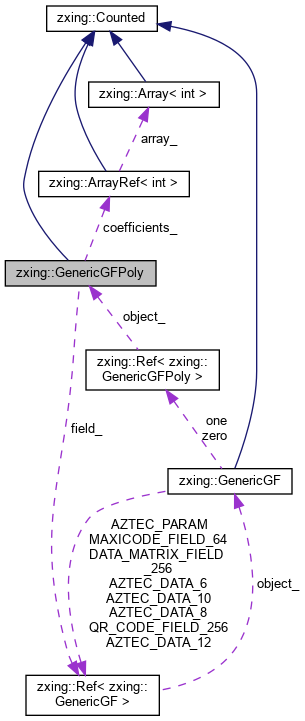 zxing::Counted
zxing::Array< int >
array_
zxing::ArrayRef< int >
coefficients_
zxing::GenericGFPoly
object_
zxing::Ref< zxing::
GenericGFPoly >
field_
one
zero
zxing::GenericGF
AZTEC_PARAM
MAXICODE_FIELD_64
DATA_MATRIX_FIELD
_256
AZTEC_DATA_6
AZTEC_DATA_10
AZTEC_DATA_8
QR_CODE_FIELD_256
AZTEC_DATA_12
object_
zxing::Ref< zxing::
GenericGF >